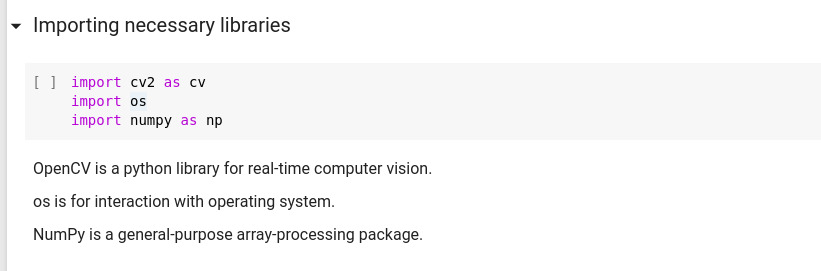 Importing necessary libraries
[ ] import cv2 as cv
import os
import numpy as np
OpenCV is a python library for real-time computer vision.
os is for interaction with operating system.
NumPy is a general-purpose array-processing package.